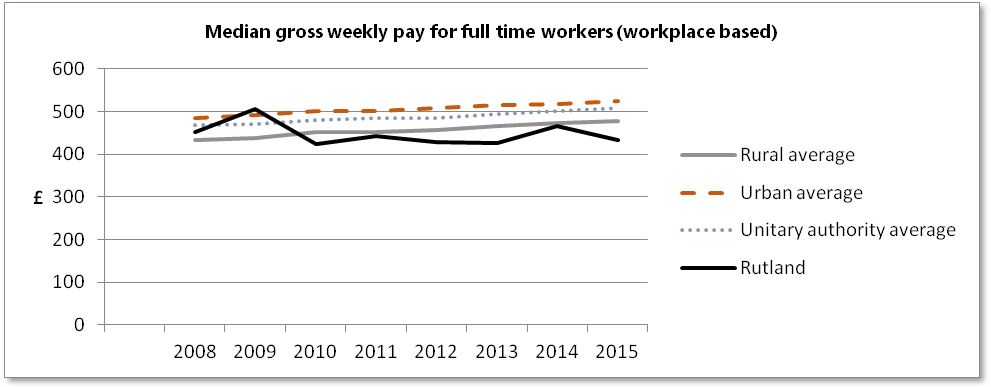 Median gross weekly pay for full time workers (workplace based)
600
500
400
£ 300
200
100
0
2008 2009 2010 2011 2012 2013 2014 2015
Rural average
Urban average
Unitary authority average
Rutland